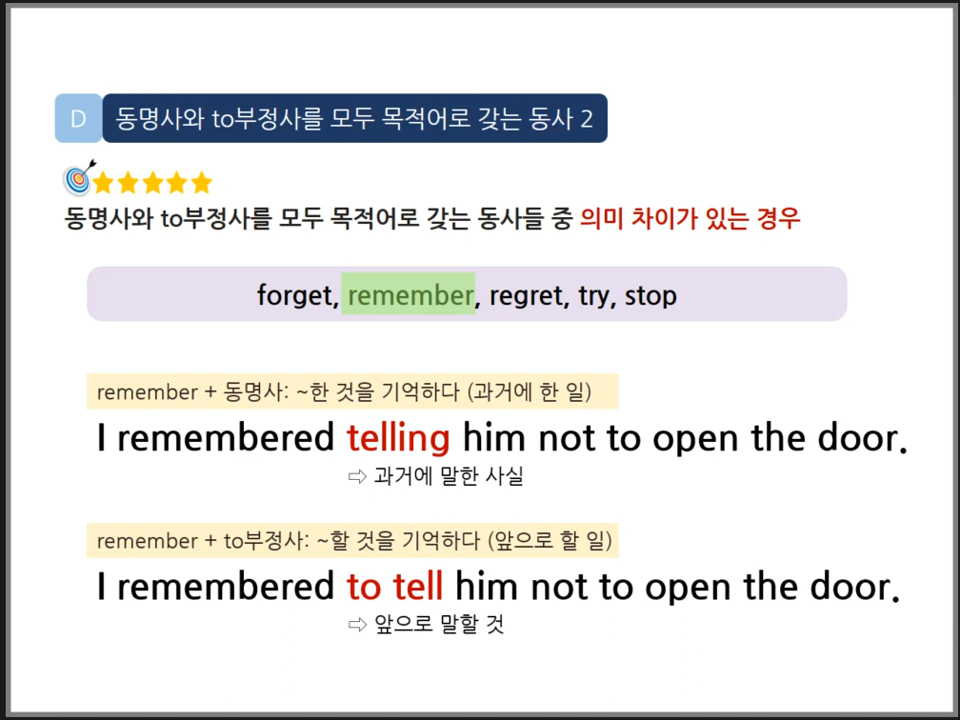 D 동명사와 to부정사를 모두 목적어로 갖는 동사 2
동명사와 to부정사를 모두 목적어로 갖는 동사들 중 의미 차이가 있는 경우
forget, remember, regret, try, stop
remember + 동명사: ~한 것을 기억하다 (과거에 한 일)
I remembered telling him not to open the door.
⇨ 과거에 말한 사실
remember + to부정사: ~할 것을 기억하다 (앞으로 할 일)
I remembered to tell him not to open the door.
⇨ 앞으로 말할 것